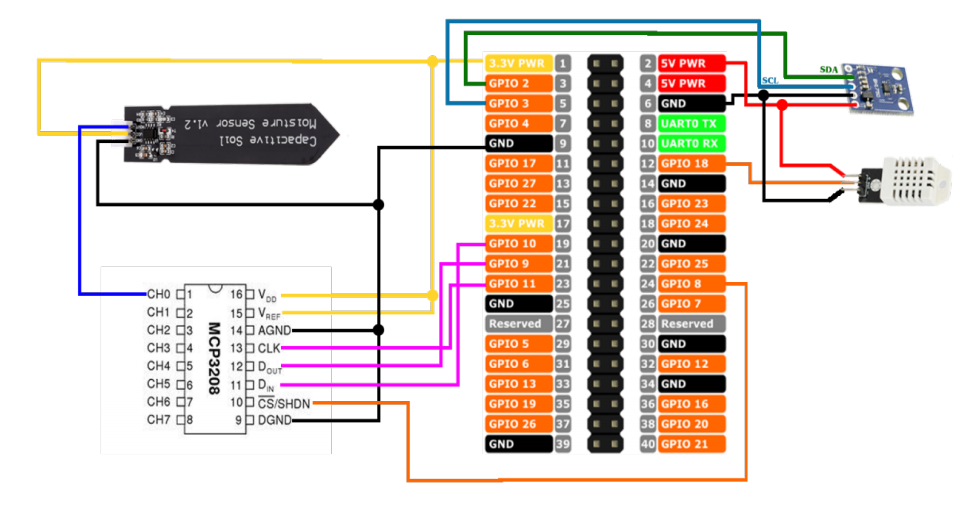 SDA
SCL
3.3V PWR 1 2 5V PWR
GPIO 2 3 4 5V PWR
GPIO 3 5 6 GND
GPIO 4 7 8 UART0 TX
GND 9 10 UART0 RX
GPIO 17 11 12 GPIO 18
GPIO 27 13 14 GND
GPIO 22 15 16 GPIO 23
3.3V PWR 17 18 GPIO 24
GPIO 10 19 20 GND
GPIO 9 21 22 GPIO 25
GPIO 11 23 24 GPIO 8
GND 25 26 GPIO 7
Reserved 27 28 Reserved
GPIO 5 29 30 GND
GPIO 6 31 32 GPIO 12
GPIO 13 33 34 GND
GPIO 19 35 36 GPIO 16
GPIO 26 37 38 GPIO 20
GND 39 40 GPIO 21
Capacitive Soil
Moisture Sensor v1.2
MCP3208
CH0 1 16 VDD
CH1 2 15 VREF
CH2 3 14 AGND
CH3 4 13 CLK
CH4 5 12 DOUT
CH5 6 11 DIN
CH6 7 10 CS/SHDN
CH7 8 9 DGND